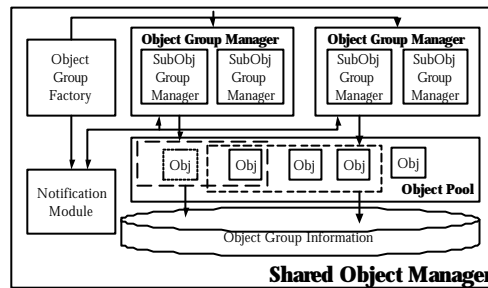 Object Group Manager
Object Group Manager
Object
Group
Factory
SubObj
Group
Manager
SubObj
Group
Manager
SubObj
Group
Manager
SubObj
Group
Manager
Obj
Obj
Obj
Obj
Obj
Object Pool
Notification
Module
Object Group Information
Shared Object Manager